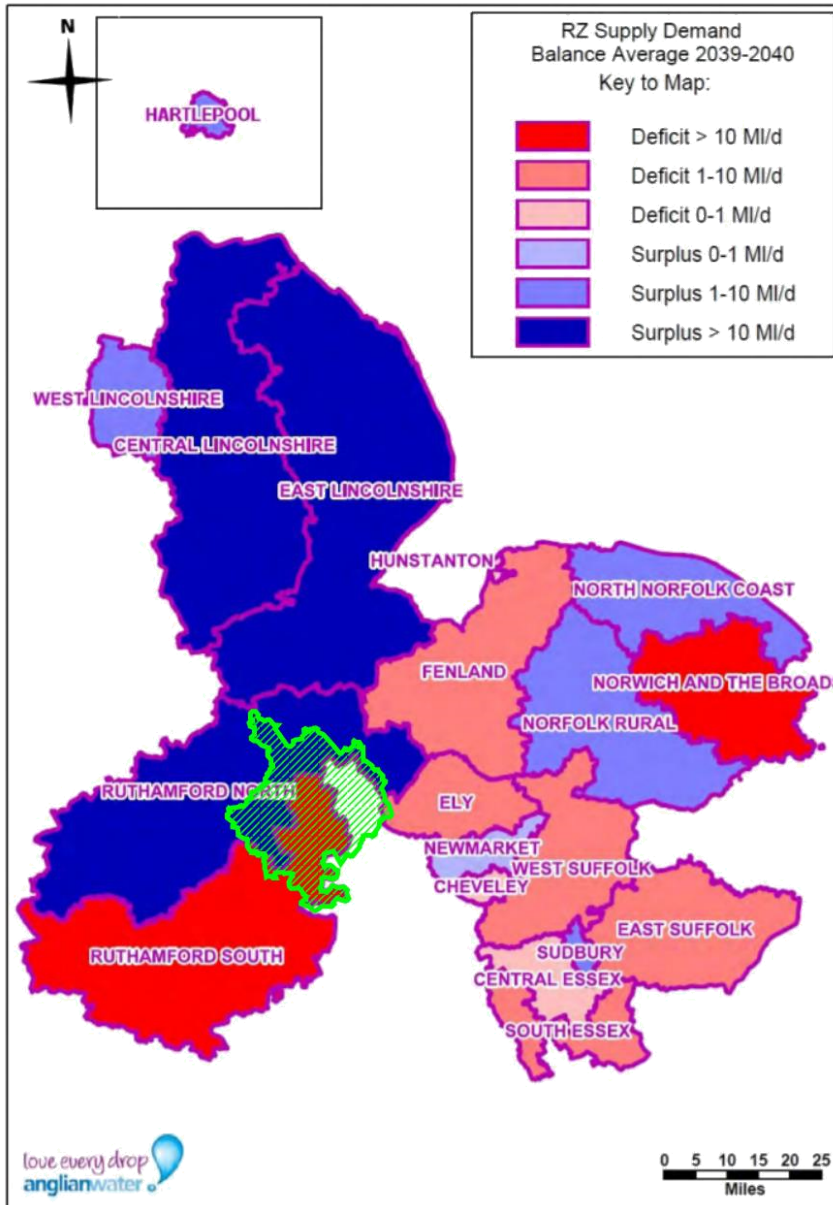 RZ Supply Demand
Balance Average 2039-2040
Key to Map:
Deficit > 10 Ml/d
Deficit 1-10 Ml/d
Deficit 0-1 Ml/d
Surplus 0-1 Ml/d
Surplus 1-10 Ml/d
Surplus > 10 Ml/d
N
HARTLEPOOL
WEST LINCOLNSHIRE
CENTRAL LINCOLNSHIRE
EAST LINCOLNSHIRE
HUNSTANTON
NORTH NORFOLK COAST
FENLAND
NORWICH AND THE BROADS
NORFOLK RURAL
RUTHAMFORD NORTH
ELY
NEWMARKET
WEST SUFFOLK
CHEVELEY
EAST SUFFOLK
SUDBURY
RUTHAMFORD SOUTH
CENTRAL ESSEX
SOUTH ESSEX
love every drop
anglianwater
0 5 10 15 20 25
Miles